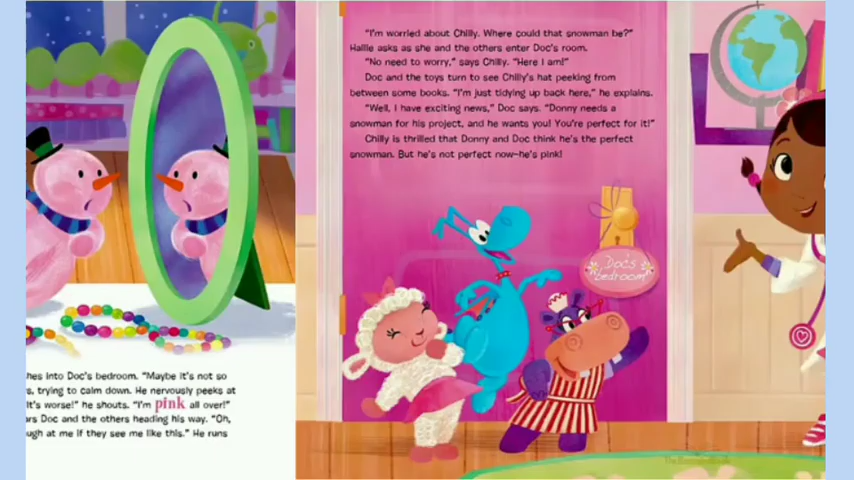 hes into Doc's bedroom. "Maybe it's not so
s, trying to calm down. He nervously peeks at
It's worse!" he shouts. "I'm pink all over!"
rs Doc and the others heading his way. "Oh,
ugh at me if they see me like this." He runs
"I'm worried about Chilly. Where could that snowman be?"
Hallie asks as she and the others enter Doc's room.
"No need to worry," says Chilly. "Here I am!"
Doc and the toys turn to see Chilly's hat peeking from
between some books. "I'm just tidying up back here," he explains.
"Well, I have exciting news," Doc says. "Donny needs a
snowman for his project, and he wants you! You're perfect for it!"
Chilly is thrilled that Donny and Doc think he's the perfect
snowman. But he's not perfect now—he's pink!
Doc's
bedroom